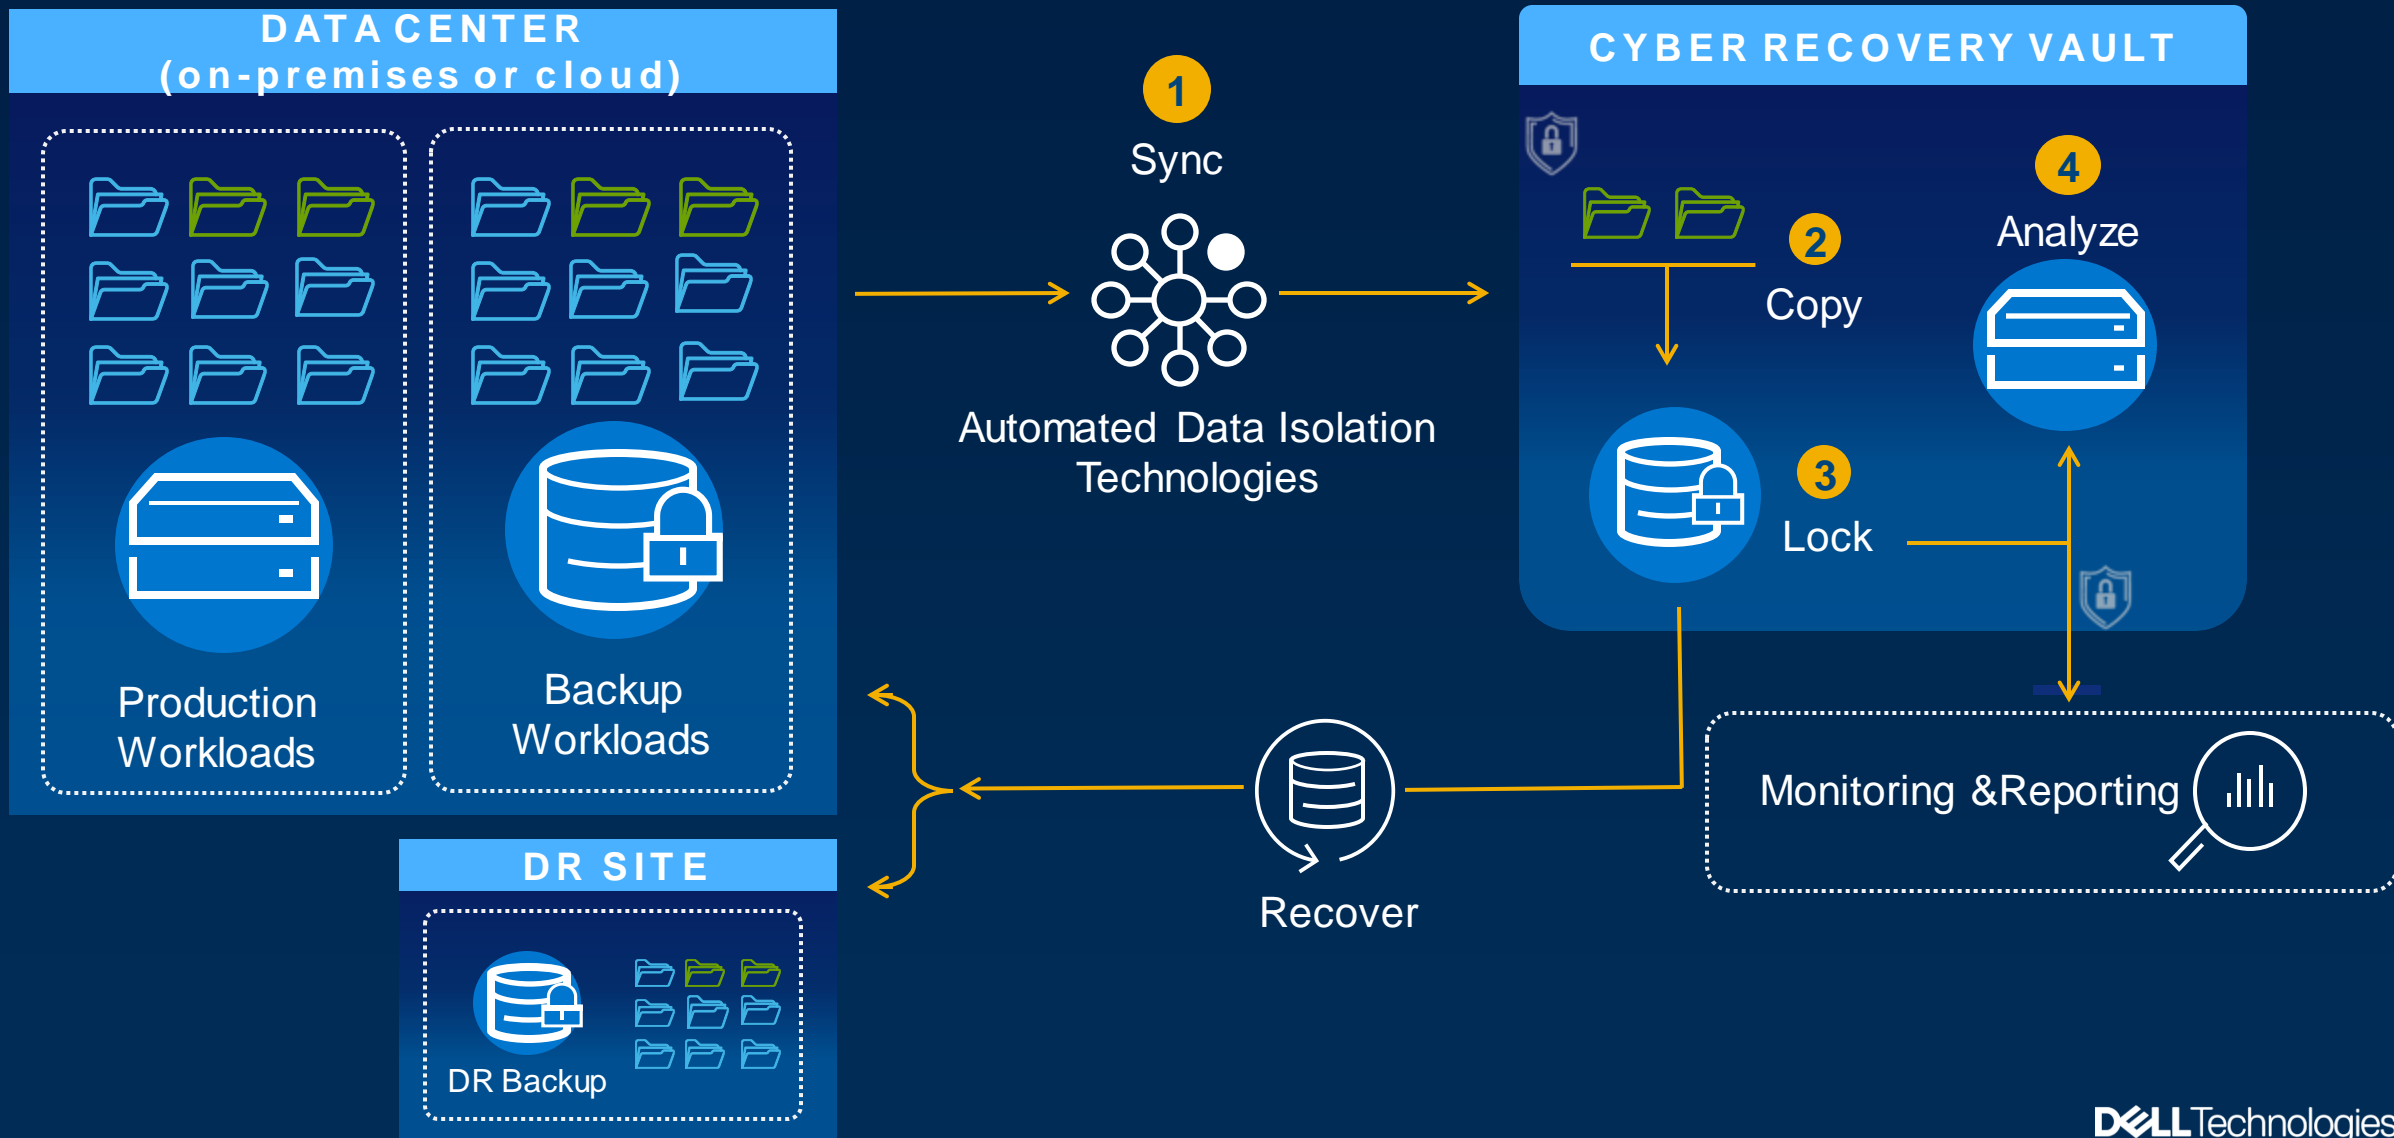 DATA CENTER
(on-premises or cloud)
Production
Workloads
Backup
Workloads
1
Sync
Automated Data Isolation
Technologies
CYBER RECOVERY VAULT
2
Copy
3
Lock
4
Analyze
Monitoring &Reporting
Recover
DR SITE
DR Backup
DELLTechnologies